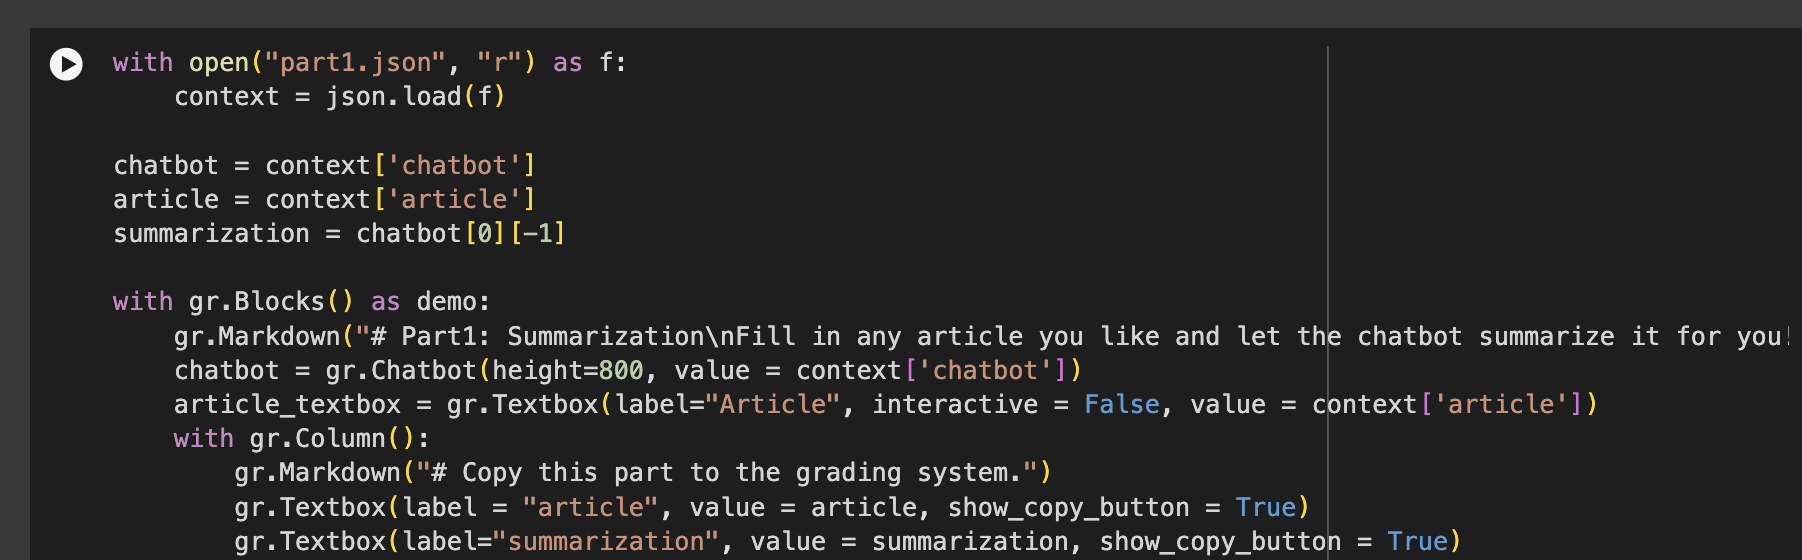 with open("part1.json", "r") as f:
    context = json.load(f)

chatbot = context['chatbot']
article = context['article']
summarization = chatbot[0][-1]

with gr.Blocks() as demo:
    gr.Markdown("# Part1: Summarization\nFill in any article you like and let the chatbot summarize it for you!
    chatbot = gr.Chatbot(height=800, value = context['chatbot'])
    article_textbox = gr.Textbox(label="Article", interactive = False, value = context['article'])
    with gr.Column():
        gr.Markdown("# Copy this part to the grading system.")
        gr.Textbox(label = "article", value = article, show_copy_button = True)
        gr.Textbox(label="summarization", value = summarization, show_copy_button = True)